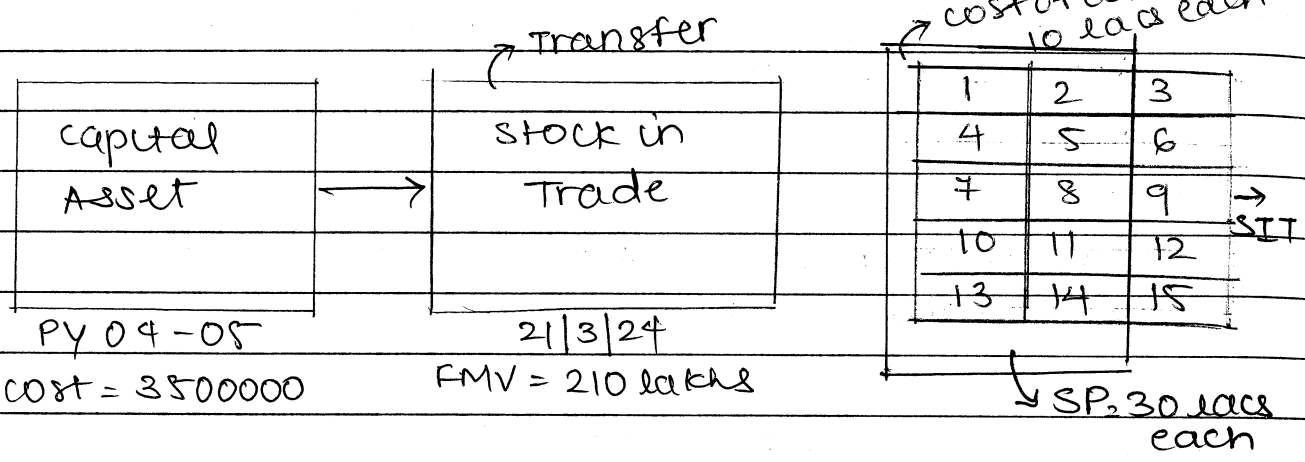 Transfer
cost of
10 lacs each
Capital
Asset
Stock in
Trade
1 2 3
4 5 6
7 8 9
10 11 12
13 14 15
→ SIT
PY 04-05
21/3/24
cost = 3500000
FMV = 210 lakhs
SP = 30 lacs
each